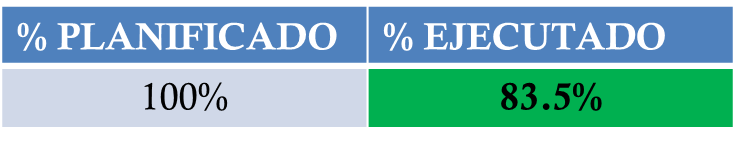 % PLANIFICADO % EJECUTADO
100% 83.5%